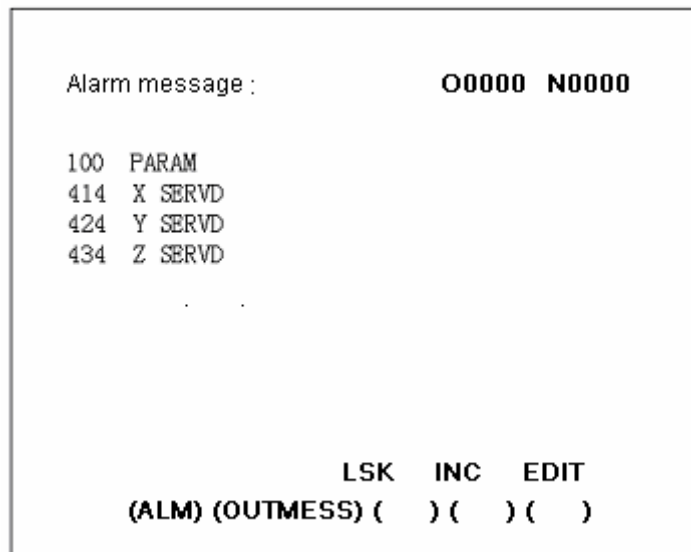 Alarm message : O0000 N0000
100 PARAM
414 X SERVD
424 Y SERVD
434 Z SERVD
LSK INC EDIT
(ALM) (OUTMESS) ( ) ( ) ( )